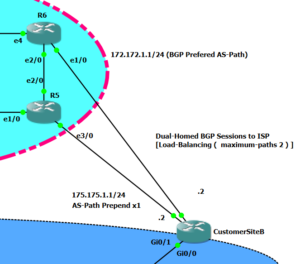 R6
e4
e2/0
e1/0
172.172.1.1/24 (BGP Prefered AS-Path)
e2/0
R5
e1/0
e3/0
Dual-Homed BGP Sessions to ISP
[Load-Balancing ( maximum-paths 2 ) ]
175.175.1.1/24
AS-Path Prepend x1
.2
.2
CustomerSiteB
Gi0/1
Gi0/0